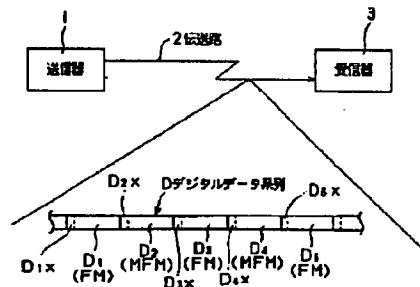 1
送信器
2伝送路
3
受信器
D2X
Dデジタルデータ系列
D5X
D1X
D1
(FM)
D2
(MFM)
D3X
D3
(FM)
D4X
D4
(MFM)
D5
(FM)